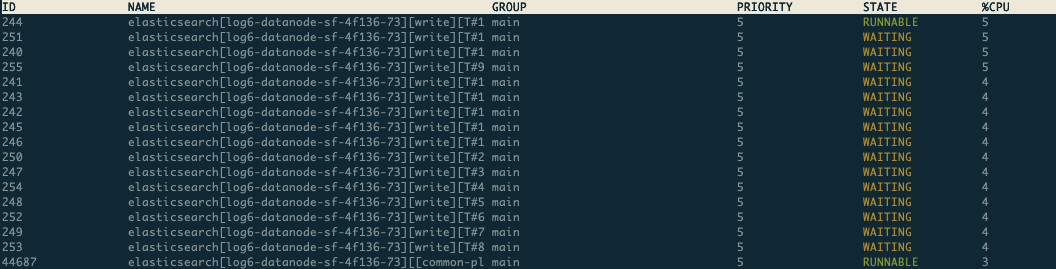 ID NAME GROUP PRIORITY STATE %CPU
244 elasticsearch[log6-datanode-sf-4f136-73][write][T#1 main 5 RUNNABLE 5
251 elasticsearch[log6-datanode-sf-4f136-73][write][T#1 main 5 WAITING 5
240 elasticsearch[log6-datanode-sf-4f136-73][write][T#1 main 5 WAITING 5
255 elasticsearch[log6-datanode-sf-4f136-73][write][T#9 main 5 WAITING 5
241 elasticsearch[log6-datanode-sf-4f136-73][write][T#1 main 5 WAITING 4
243 elasticsearch[log6-datanode-sf-4f136-73][write][T#1 main 5 WAITING 4
242 elasticsearch[log6-datanode-sf-4f136-73][write][T#1 main 5 WAITING 4
245 elasticsearch[log6-datanode-sf-4f136-73][write][T#1 main 5 WAITING 4
246 elasticsearch[log6-datanode-sf-4f136-73][write][T#1 main 5 WAITING 4
250 elasticsearch[log6-datanode-sf-4f136-73][write][T#2 main 5 WAITING 4
247 elasticsearch[log6-datanode-sf-4f136-73][write][T#3 main 5 WAITING 4
254 elasticsearch[log6-datanode-sf-4f136-73][write][T#4 main 5 WAITING 4
248 elasticsearch[log6-datanode-sf-4f136-73][write][T#5 main 5 WAITING 4
252 elasticsearch[log6-datanode-sf-4f136-73][write][T#6 main 5 WAITING 4
249 elasticsearch[log6-datanode-sf-4f136-73][write][T#7 main 5 WAITING 4
253 elasticsearch[log6-datanode-sf-4f136-73][write][T#8 main 5 WAITING 4
44687 elasticsearch[log6-datanode-sf-4f136-73][[common-pl main 5 RUNNABLE 3